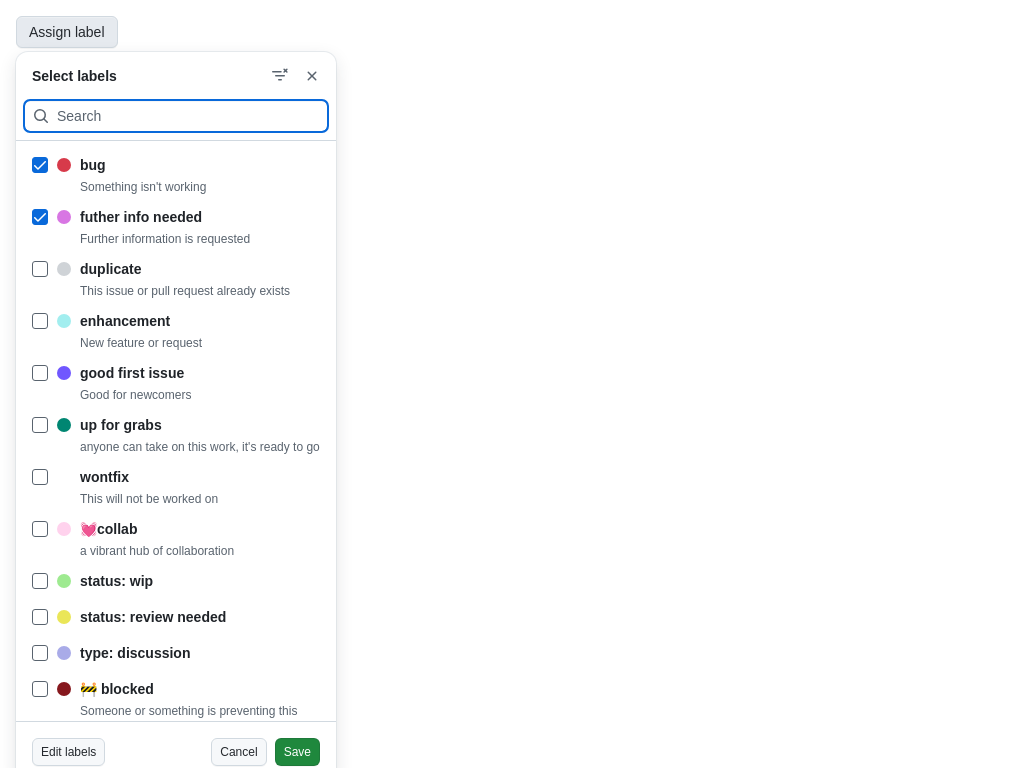 Assign label
Select labels
Search
bug
Something isn't working
futher info needed
Further information is requested
duplicate
This issue or pull request already exists
enhancement
New feature or request
good first issue
Good for newcomers
up for grabs
anyone can take on this work, it's ready to go
wontfix
This will not be worked on
💓collab
a vibrant hub of collaboration
status: wip
status: review needed
type: discussion
🚧 blocked
Someone or something is preventing this
Edit labels
Cancel
Save